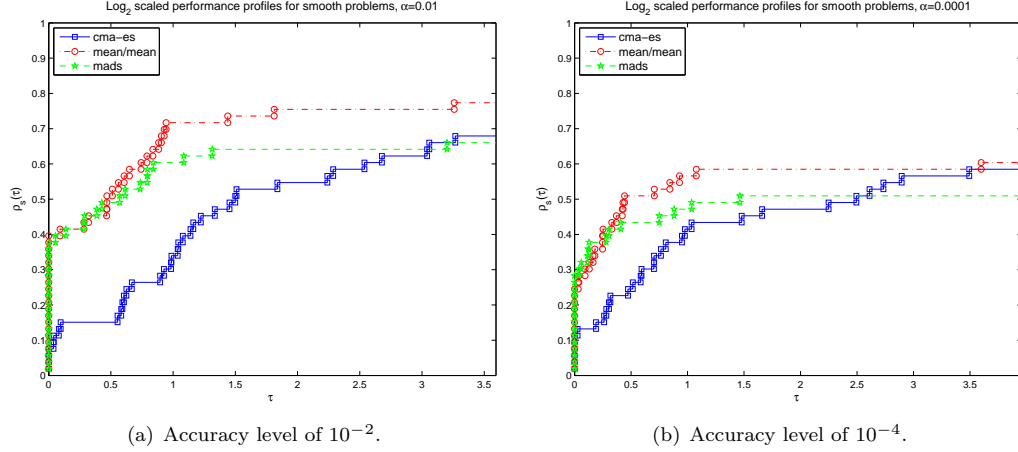 Log₂ scaled performance profiles for smooth problems, α=0.01
1
0.9
0.8
0.7
0.6
0.5
0.4
0.3
0.2
0.1
0
ρₛ(τ)
cma-es
mean/mean
mads
0 0.5 1 1.5 2 2.5 3 3.5
τ
(a) Accuracy level of 10⁻².
Log₂ scaled performance profiles for smooth problems, α=0.0001
1
0.9
0.8
0.7
0.6
0.5
0.4
0.3
0.2
0.1
0
ρₛ(τ)
cma-es
mean/mean
mads
0 0.5 1 1.5 2 2.5 3 3.5
τ
(b) Accuracy level of 10⁻⁴.